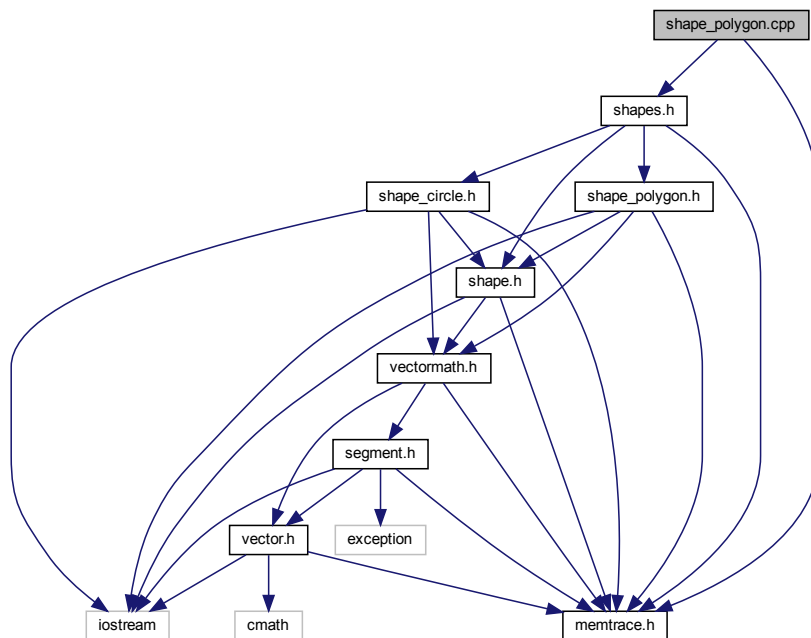 shape_polygon.cpp
shapes.h
shape_circle.h
shape_polygon.h
shape.h
vectormath.h
segment.h
vector.h
exception
iostream
cmath
memtrace.h